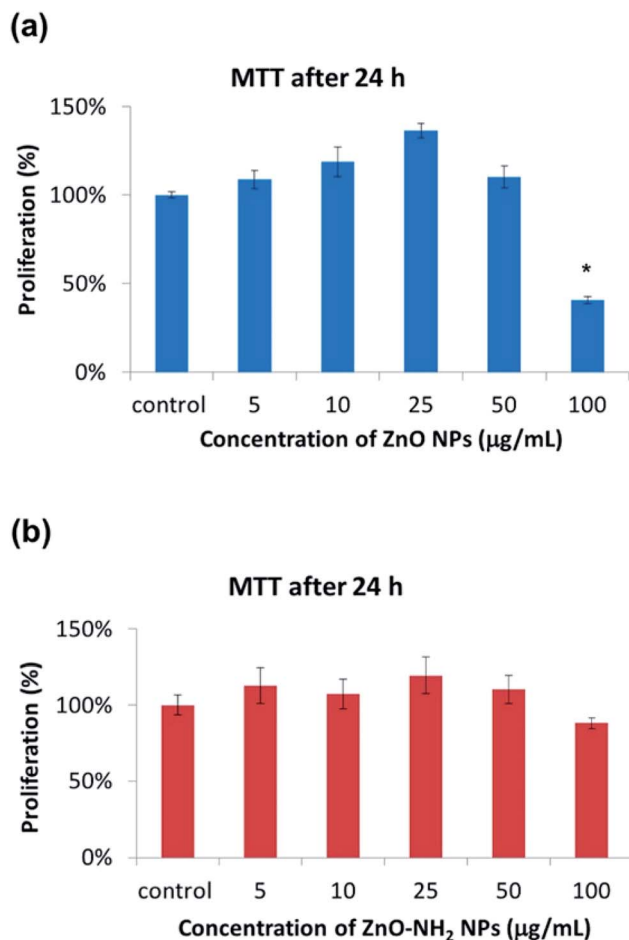 (a)
MTT after 24 h
Proliferation (%)
150%
100%
50%
0%
*
control 5 10 25 50 100
Concentration of ZnO NPs (μg/mL)
(b)
MTT after 24 h
Proliferation (%)
150%
100%
50%
0%
control 5 10 25 50 100
Concentration of ZnO-NH₂ NPs (μg/mL)